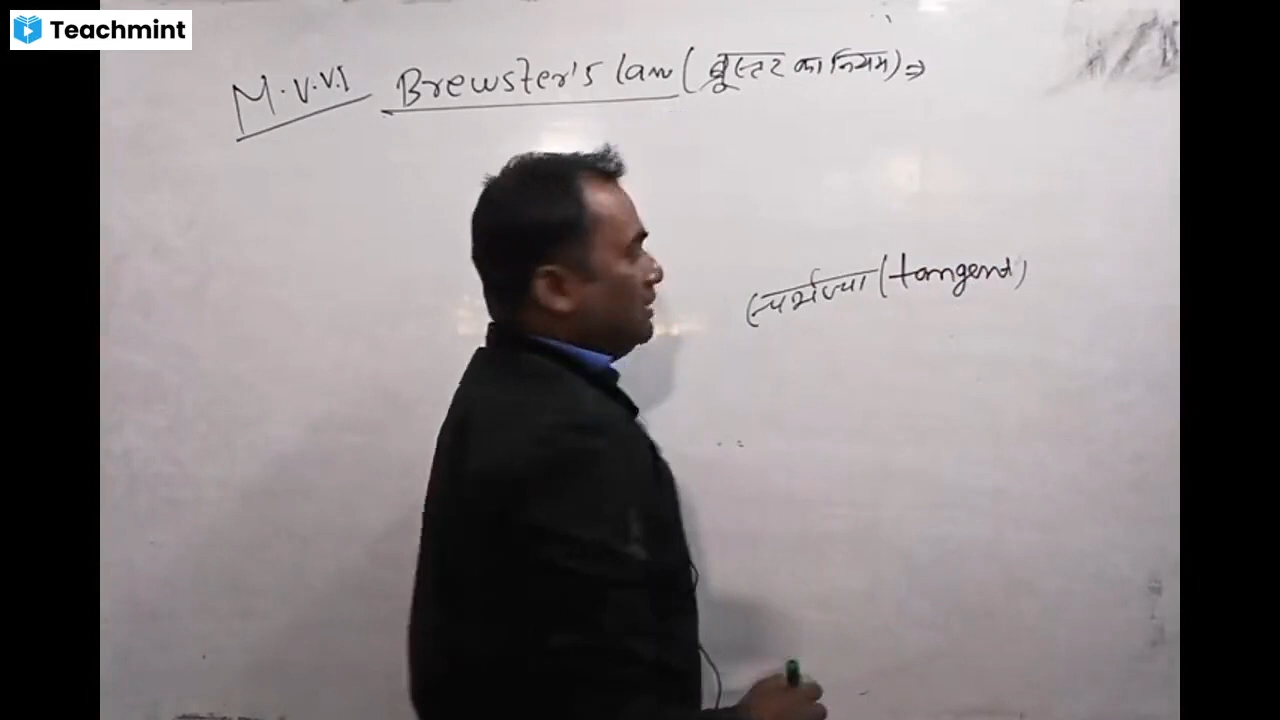 Teachmint
M.V.V.I Brewster's law (ब्रूस्टर का नियम) ⇒
स्पर्शज्या (tangent)